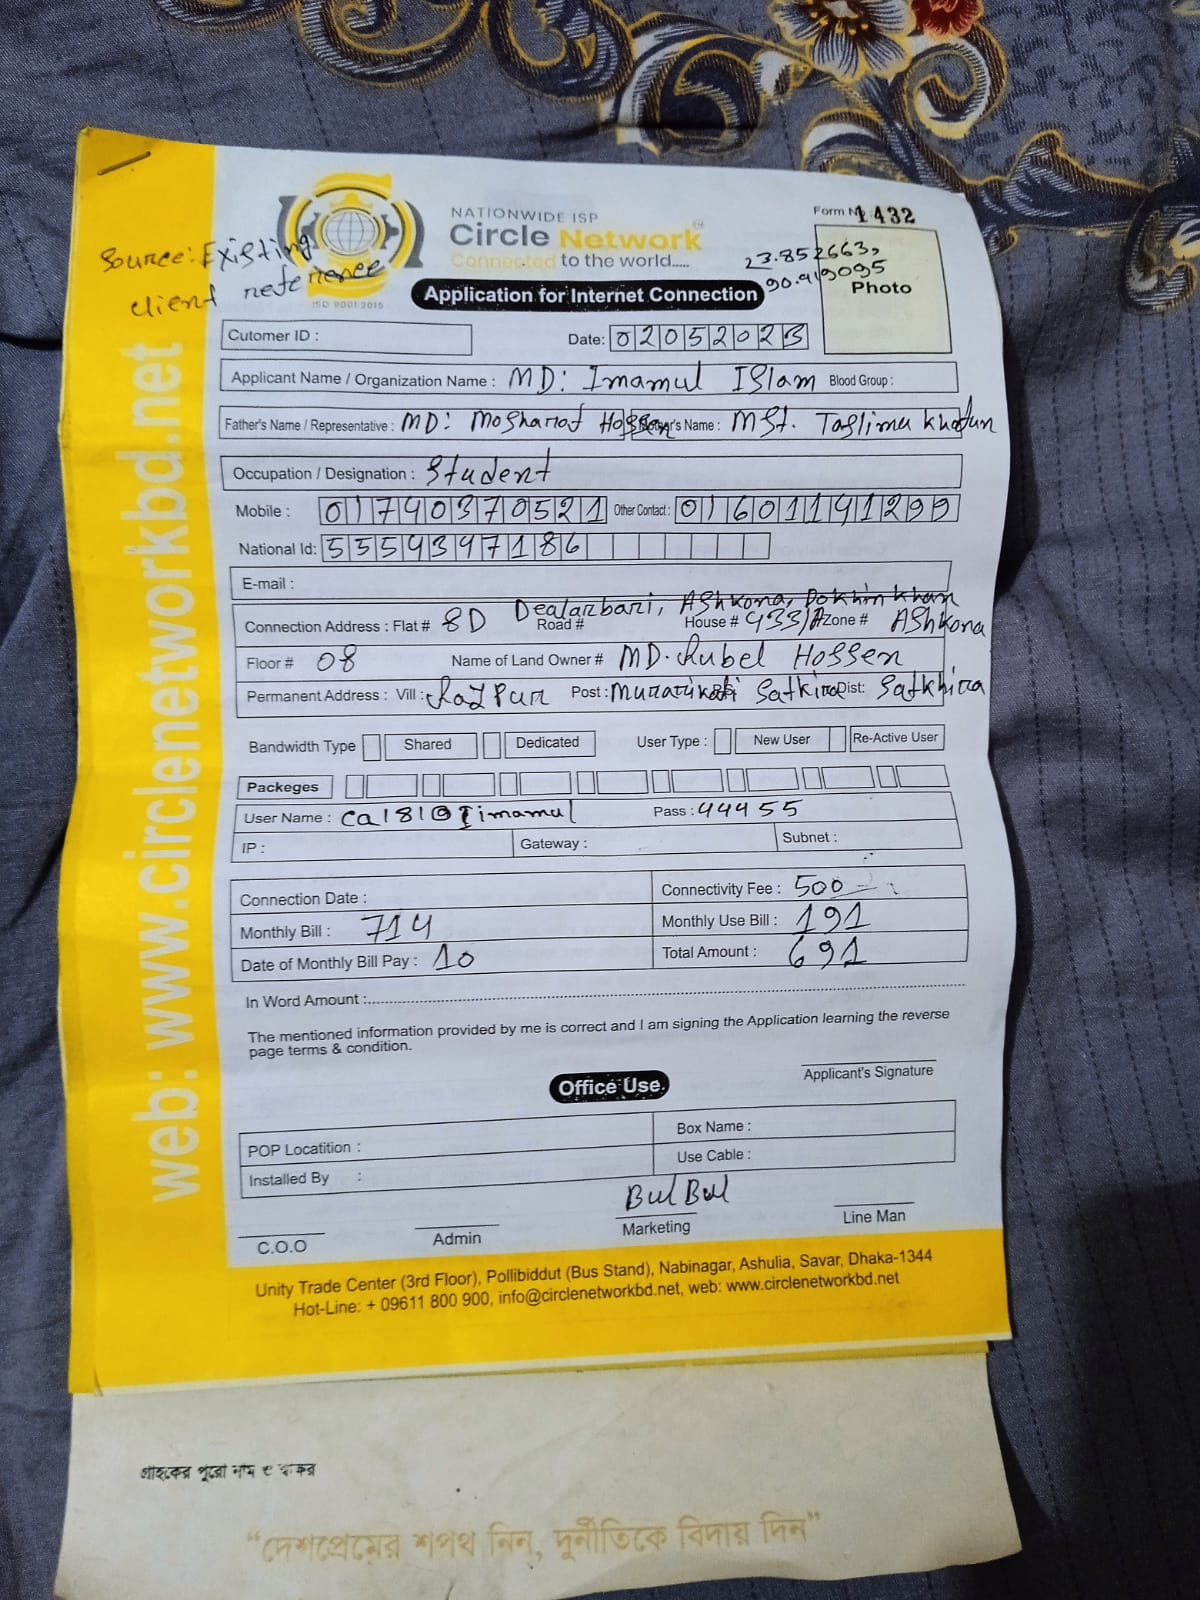 NATIONWIDE ISP
Circle Network™
Connected to the world.....
ISO 9001:2015
Form No 1432
Source: Existing
client reference
23.852663,
90.419095
Photo
Application for Internet Connection
Cutomer ID :
Date: 02052023
Applicant Name / Organization Name : MD: Imamul Islam Blood Group :
Father's Name / Representative : MD: Mosharrof Hossen Mother's Name : Mst. Taslima Khatun
Occupation / Designation : Student
Mobile : 01740370521 Other Contact : 01601141299
National Id: 5554347186
E-mail :
Dealarbari, Ashkona, Dokhin khan
Connection Address : Flat # 8D Road # House # 433/A Zone # Ashkona
Floor # 08 Name of Land Owner # MD. Rubel Hossen
Permanent Address : Vill : Post : Satkira Dist: Satkhira
Bandwidth Type Shared Dedicated User Type : New User Re-Active User
Packeges
User Name : ca181@Iimamul Pass : 44455
IP : Gateway : Subnet :
Connection Date : Connectivity Fee : 500
Monthly Bill : 714 Monthly Use Bill : 191
Date of Monthly Bill Pay : 10 Total Amount : 691
In Word Amount :
The mentioned information provided by me is correct and I am signing the Application learning the reverse
page terms & condition.
Applicant's Signature
Office Use.
POP Locatition : Box Name :
Installed By : Use Cable :
Bul Bul
C.O.O Admin Marketing Line Man
Unity Trade Center (3rd Floor), Pollibiddut (Bus Stand), Nabinagar, Ashulia, Savar, Dhaka-1344
Hot-Line: + 09611 800 900, info@circlenetworkbd.net, web: www.circlenetworkbd.net
web: www.circlenetworkbd.net
গ্রাহকের পুরো নাম ও স্বাক্ষর
“দেশপ্রেমের শপথ নিন, দুর্নীতিকে বিদায় দিন”